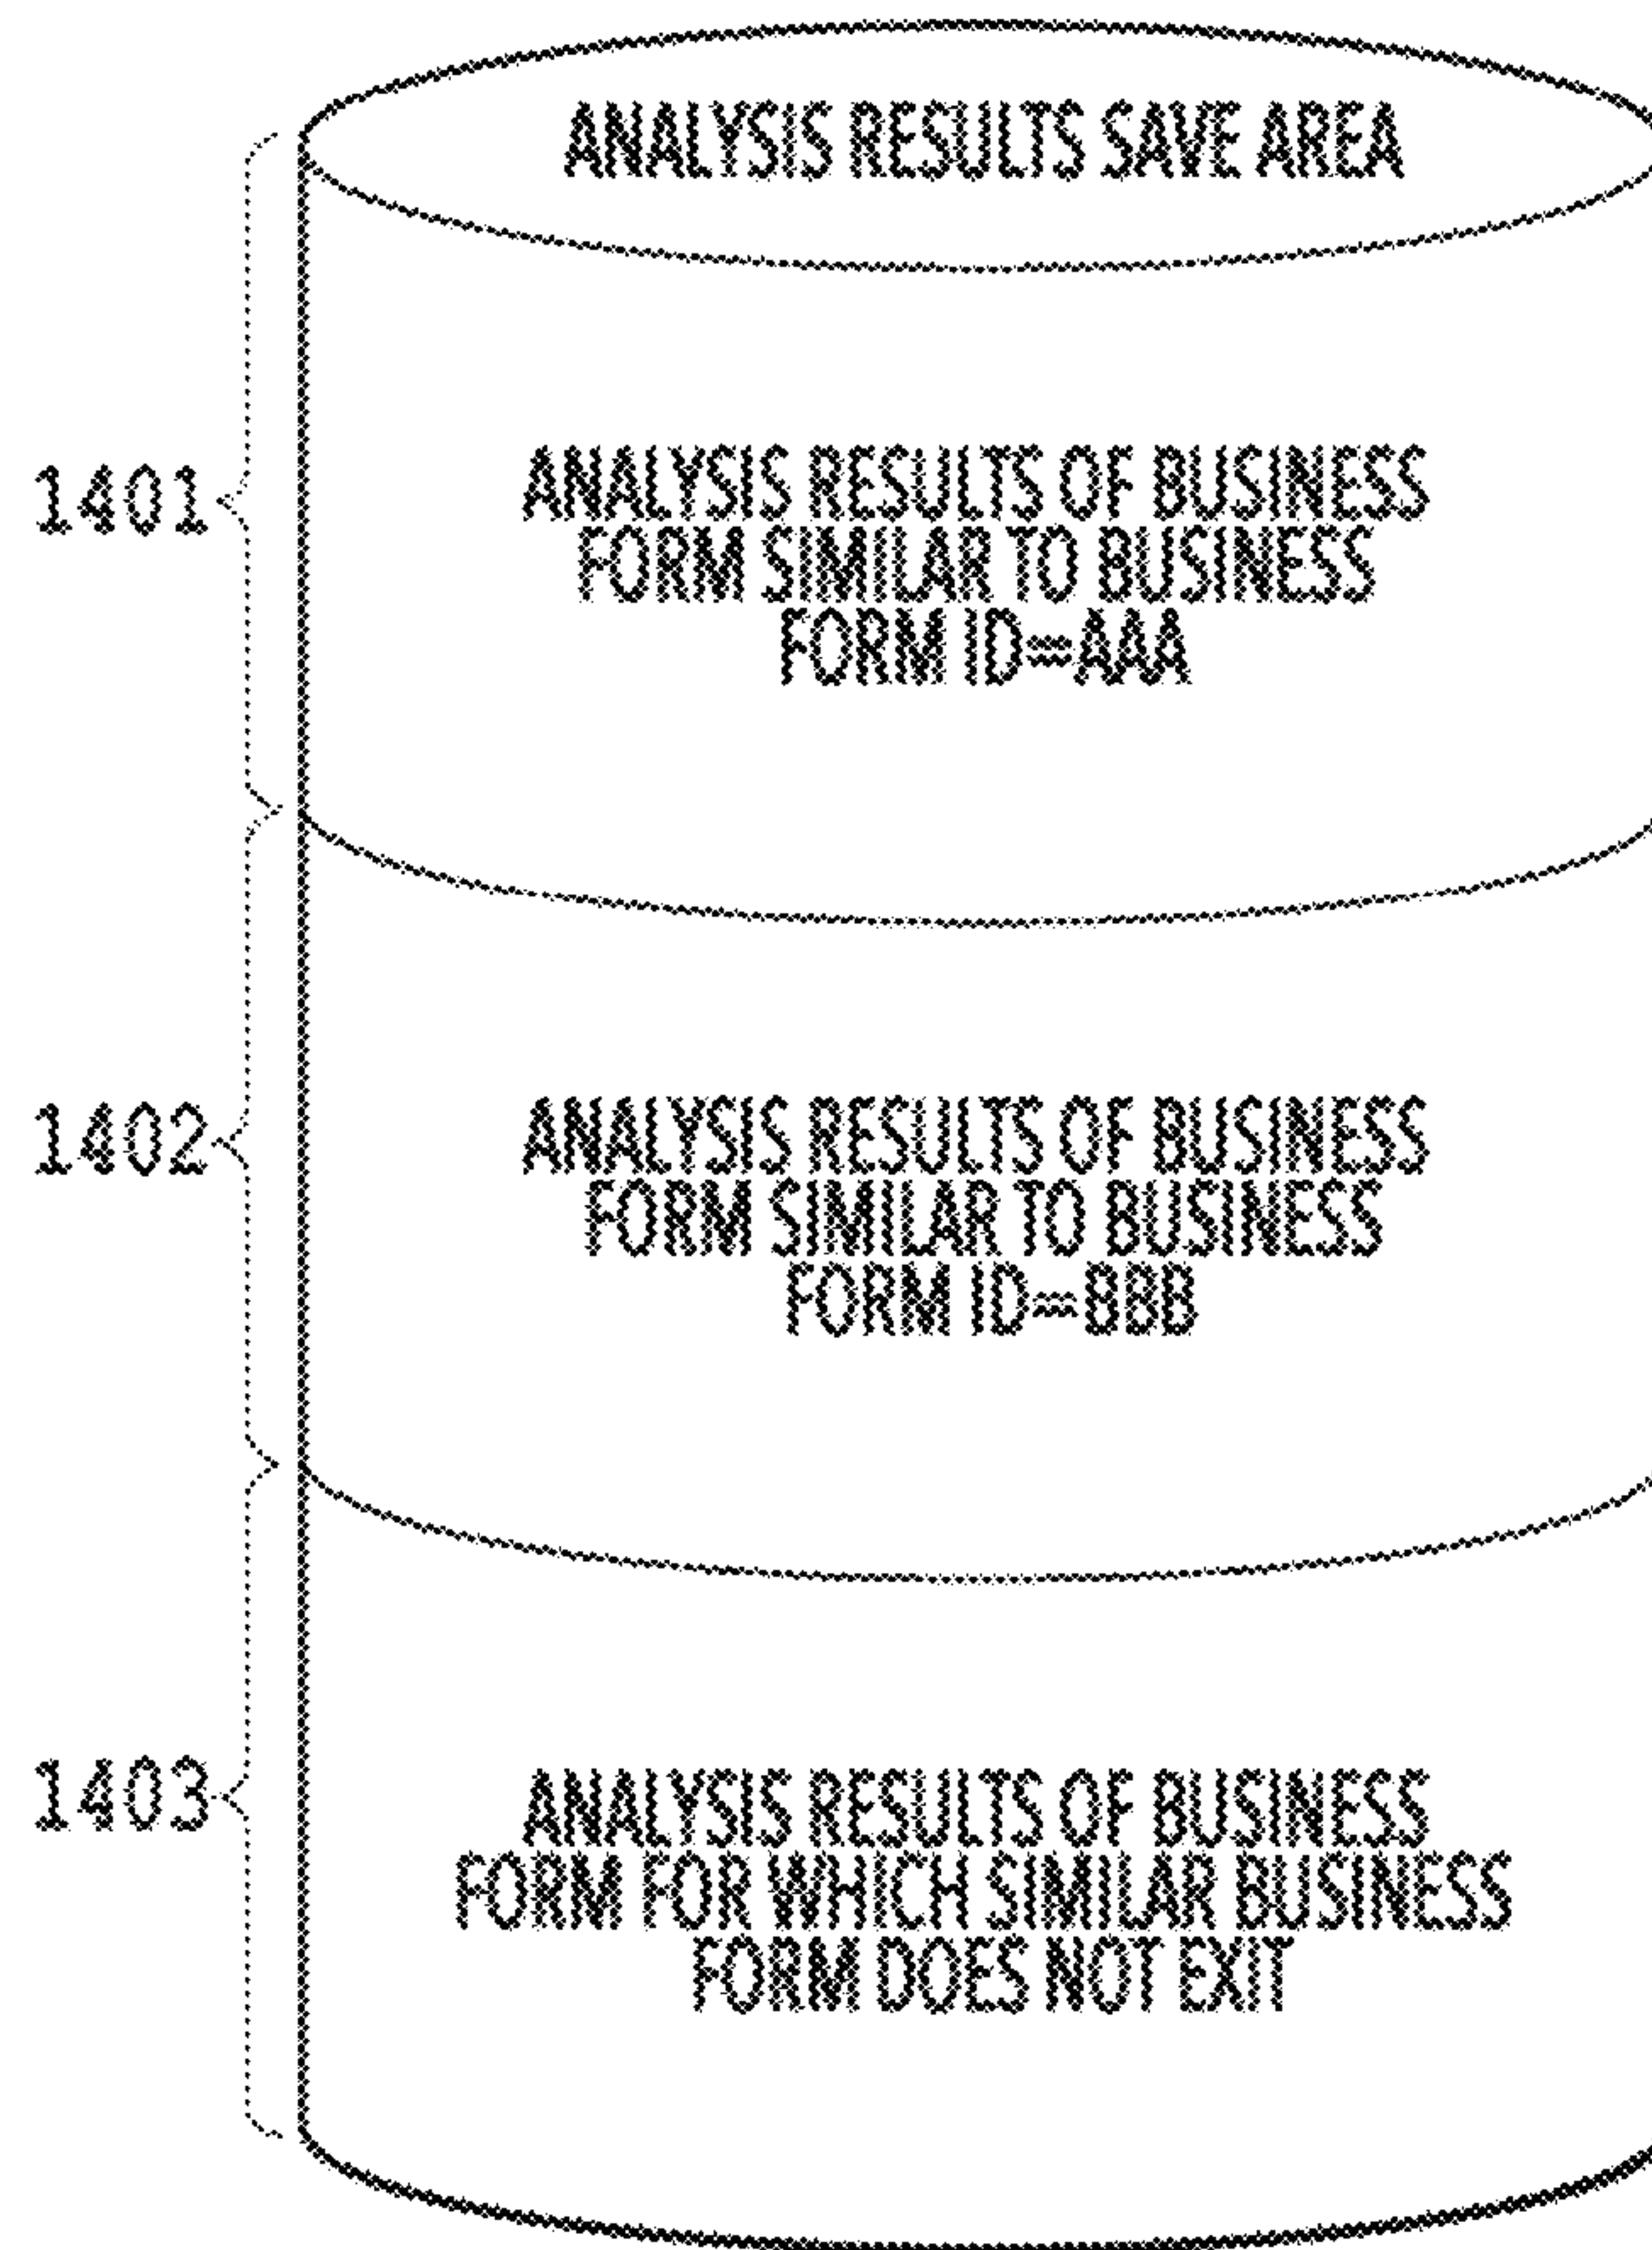 ANALYSIS RESULTS SAVE AREA
1401
ANALYSIS RESULTS OF BUSINESS
FORM SIMILAR TO BUSINESS
FORM ID=AAA
1402
ANALYSIS RESULTS OF BUSINESS
FORM SIMILAR TO BUSINESS
FORM ID=BBB
1403
ANALYSIS RESULTS OF BUSINESS
FORM FOR WHICH SIMILAR BUSINESS
FORM DOES NOT EXIT